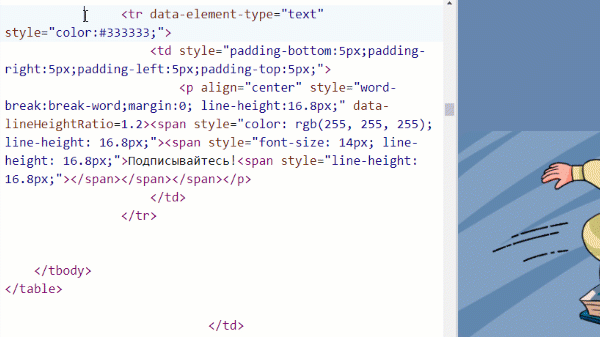 <tr data-element-type="text"
style="color:#333333;">
<td style="padding-bottom:5px;padding-
right:5px;padding-left:5px;padding-top:5px;">
<p align="center" style="word-
break:break-word;margin:0; line-height:16.8px;" data-
lineHeightRatio=1.2><span style="color: rgb(255, 255, 255);
line-height: 16.8px;"><span style="font-size: 14px; line-
height: 16.8px;">Подписывайтесь!<span style="line-height:
16.8px;"></span></span></span></p>
</td>
</tr>
</tbody>
</table>
</td>